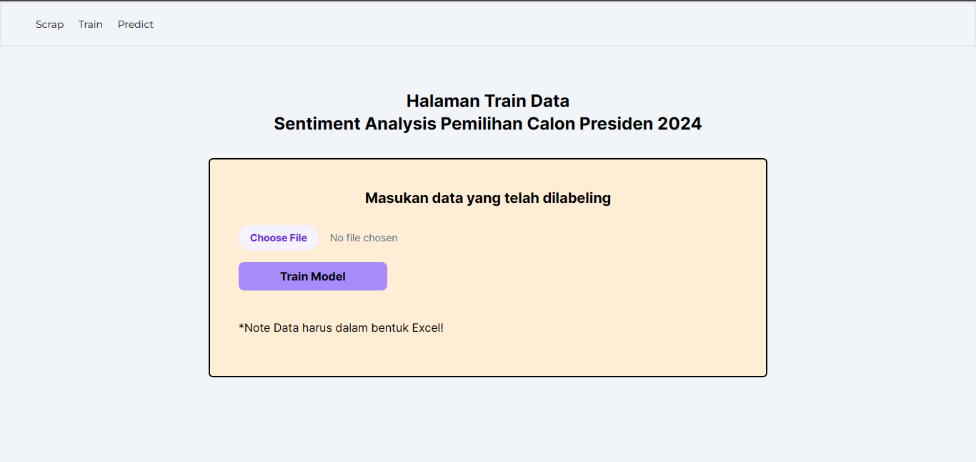 Scrap Train Predict
Halaman Train Data
Sentiment Analysis Pemilihan Calon Presiden 2024
Masukan data yang telah dilabeling
Choose File No file chosen
Train Model
*Note Data harus dalam bentuk Excel!